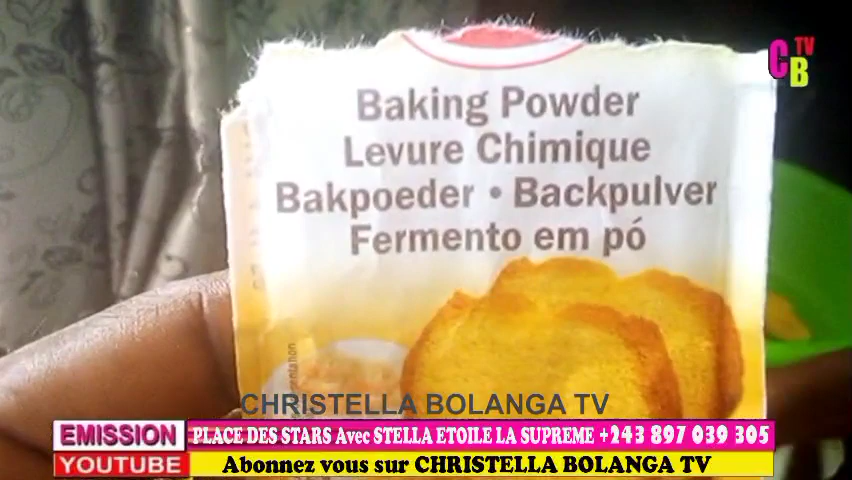 CB TV
Baking Powder
Levure Chimique
Bakpoeder • Backpulver
Fermento em pó
CHRISTELLA BOLANGA TV
EMISSION PLACE DES STARS Avec STELLA ETOILE LA SUPREME +243 897 039 305
YOUTUBE Abonnez vous sur CHRISTELLA BOLANGA TV